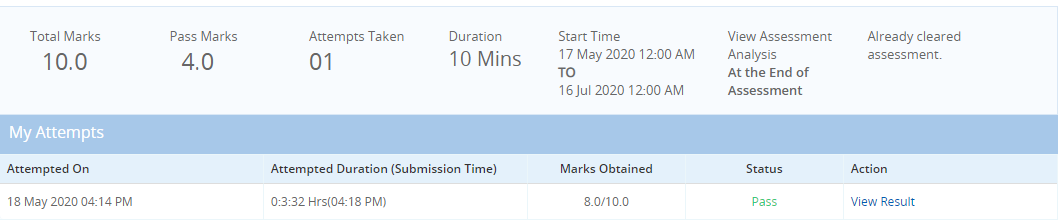 Total Marks
10.0
Pass Marks
4.0
Attempts Taken
01
Duration
10 Mins
Start Time
17 May 2020 12:00 AM
TO
16 Jul 2020 12:00 AM
View Assessment
Analysis
At the End of
Assessment
Already cleared
assessment.
My Attempts
Attempted On Attempted Duration (Submission Time) Marks Obtained Status Action
18 May 2020 04:14 PM 0:3:32 Hrs(04:18 PM) 8.0/10.0 Pass View Result